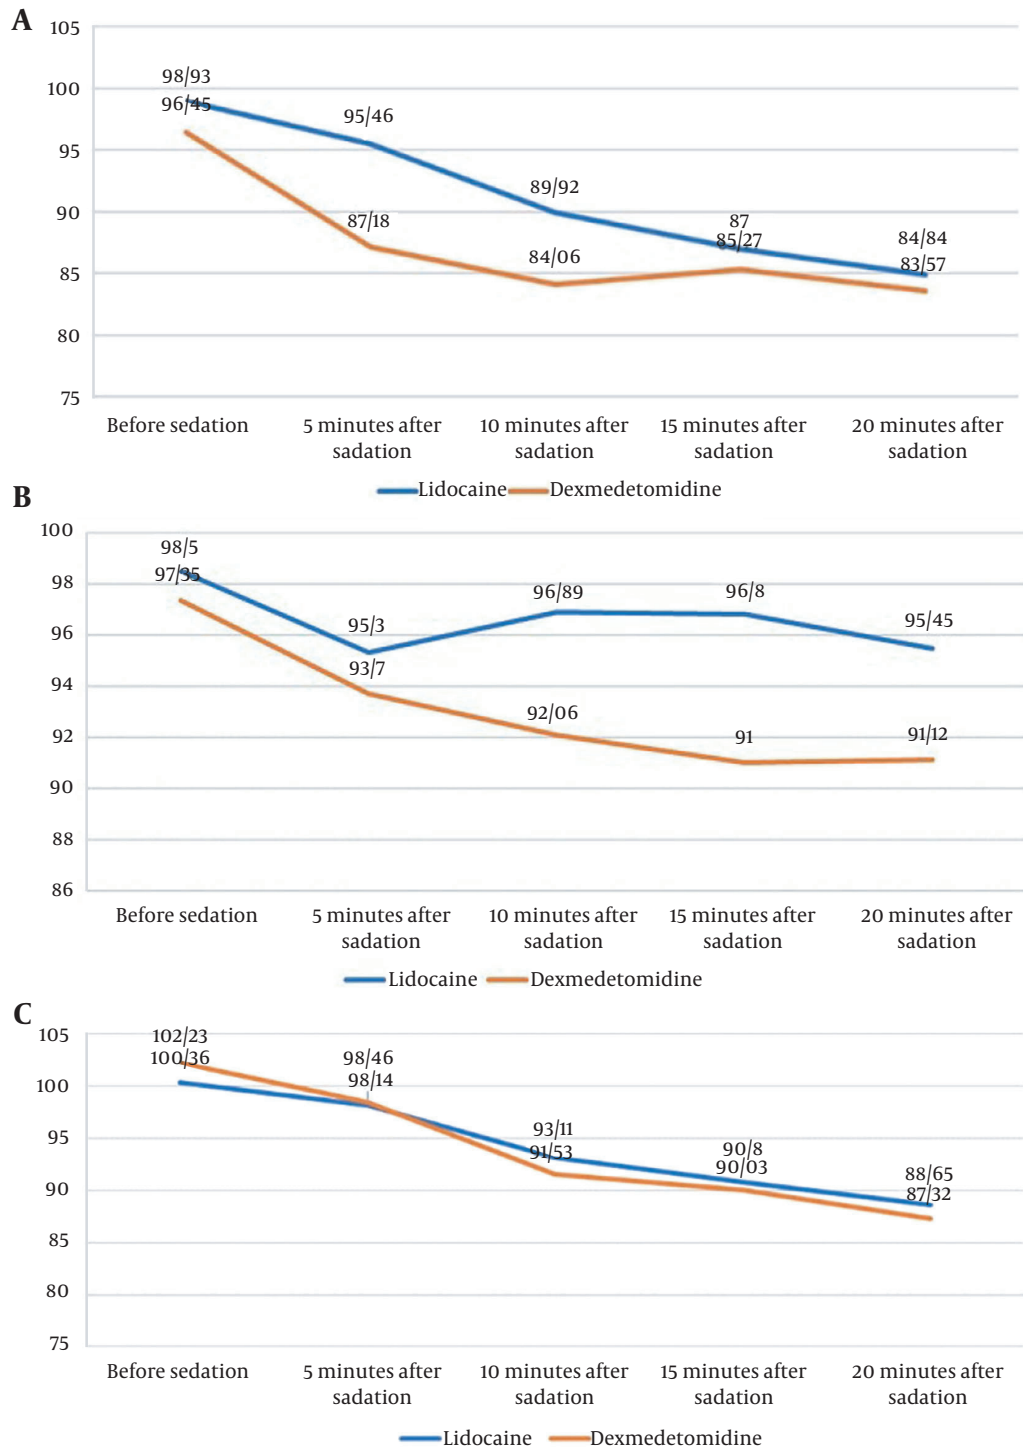 A
105
100
95
90
85
80
75
98/93
96/45
95/46
87/18
89/92
84/06
87
85/27
84/84
83/57
Before sedation
5 minutes after
sadation
10 minutes after
sadation
15 minutes after
sadation
20 minutes after
sadation
Lidocaine
Dexmedetomidine
B
100
98
96
94
92
90
88
86
98/5
97/35
95/3
93/7
96/89
92/06
96/8
91
95/45
91/12
Before sedation
5 minutes after
sadation
10 minutes after
sadation
15 minutes after
sadation
20 minutes after
sadation
Lidocaine
Dexmedetomidine
C
105
100
95
90
85
80
75
102/23
100/36
98/46
98/14
93/11
91/53
90/8
90/03
88/65
87/32
Before sedation
5 minutes after
sadation
10 minutes after
sadation
15 minutes after
sadation
20 minutes after
sadation
Lidocaine
Dexmedetomidine